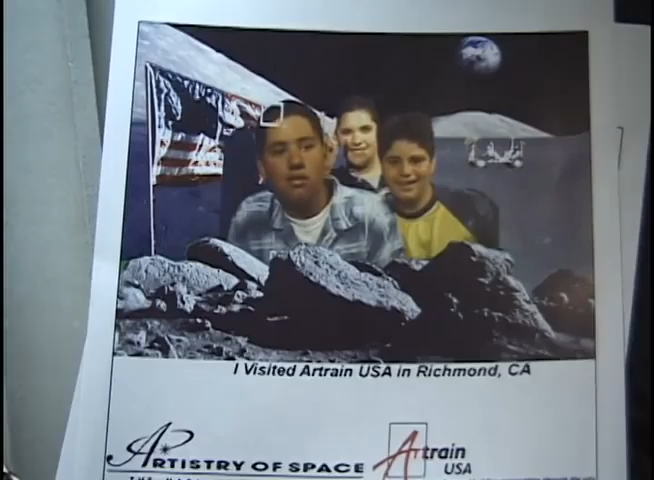 I Visited Artrain USA in Richmond, CA
ARTISTRY OF SPACE
Artrain
USA